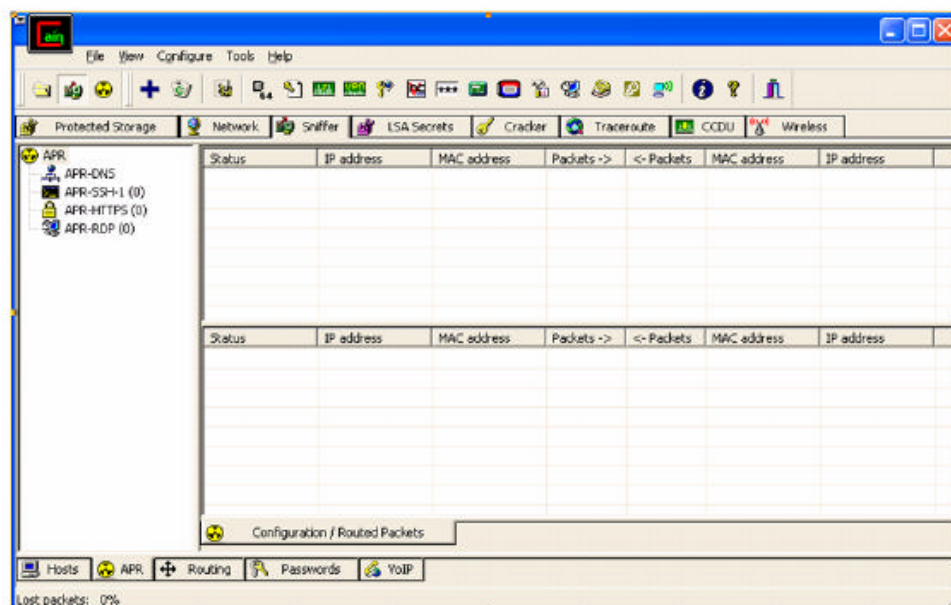 Cain
File View Configure Tools Help
Protected Storage Network Sniffer LSA Secrets Cracker Traceroute CCDU Wireless
APR
APR-DNS
APR-SSH-1 (0)
APR-HTTPS (0)
APR-RDP (0)
Status IP address MAC address Packets -> <- Packets MAC address IP address
Status IP address MAC address Packets -> <- Packets MAC address IP address
Configuration / Routed Packets
Hosts APR Routing Passwords VoIP
Lost packets: 0%